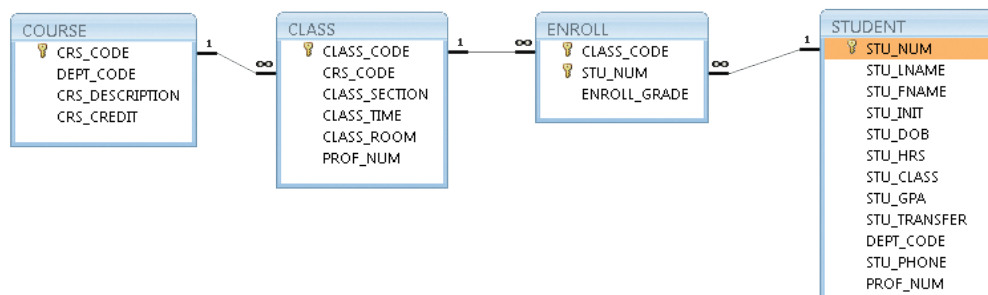 COURSE
CRS_CODE
DEPT_CODE
CRS_DESCRIPTION
CRS_CREDIT
1
∞
CLASS
CLASS_CODE
CRS_CODE
CLASS_SECTION
CLASS_TIME
CLASS_ROOM
PROF_NUM
1
∞
ENROLL
CLASS_CODE
STU_NUM
ENROLL_GRADE
∞
1
STUDENT
STU_NUM
STU_LNAME
STU_FNAME
STU_INIT
STU_DOB
STU_HRS
STU_CLASS
STU_GPA
STU_TRANSFER
DEPT_CODE
STU_PHONE
PROF_NUM